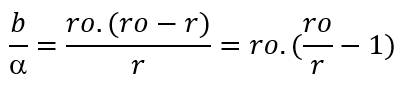 b/α = ro.(ro − r)/r = ro.(ro/r − 1)